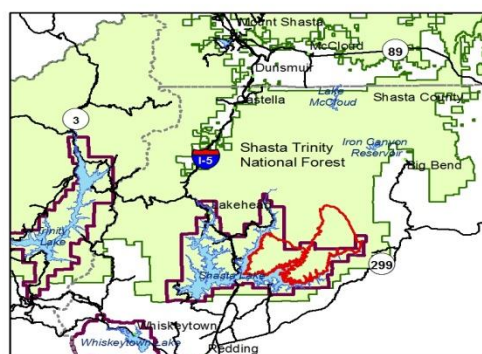 Mount Shasta
McCloud
89
Dunsmuir
Castella
Lake
McCloud
Shasta County
3
Shasta Trinity
National Forest
I-5
Iron Canyon
Reservoir
Big Bend
Lakehead
Trinity
Lake
Shasta Lake
299
Whiskeytown
Whiskeytown Lake
Redding